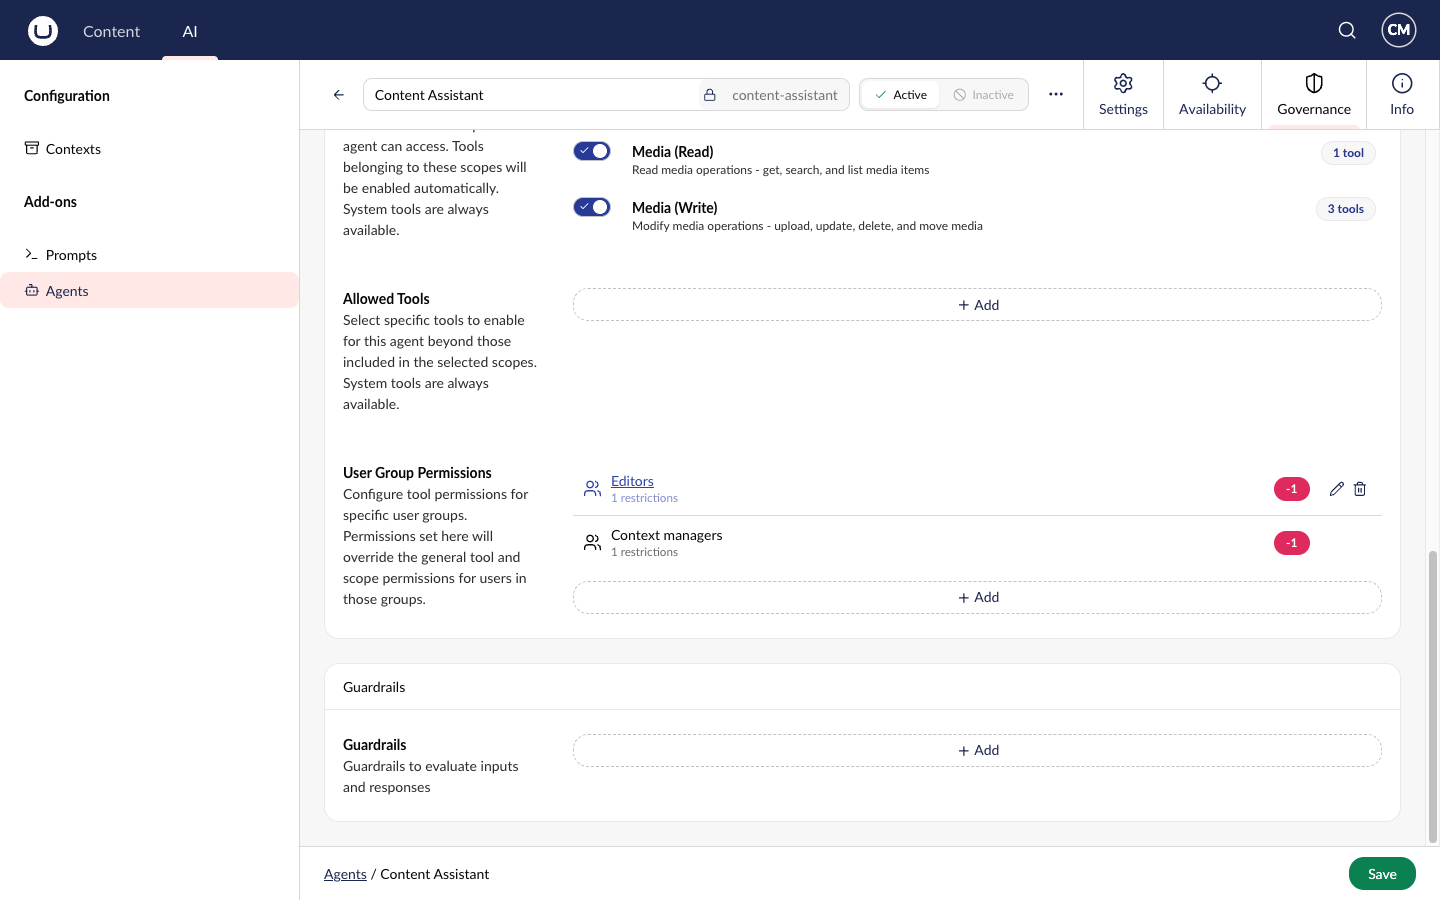 Content
AI
CM
Configuration
Contexts
Add-ons
Prompts
Agents
Content Assistant
content-assistant
Active
Inactive
Settings
Availability
Governance
Info
agent can access. Tools
belonging to these scopes will
be enabled automatically.
System tools are always
available.
Media (Read)
Read media operations - get, search, and list media items
1 tool
Media (Write)
Modify media operations - upload, update, delete, and move media
3 tools
Allowed Tools
Select specific tools to enable
for this agent beyond those
included in the selected scopes.
System tools are always
available.
+ Add
User Group Permissions
Configure tool permissions for
specific user groups.
Permissions set here will
override the general tool and
scope permissions for users in
those groups.
Editors
1 restrictions
-1
Context managers
1 restrictions
-1
+ Add
Guardrails
Guardrails
Guardrails to evaluate inputs
and responses
+ Add
Agents / Content Assistant
Save